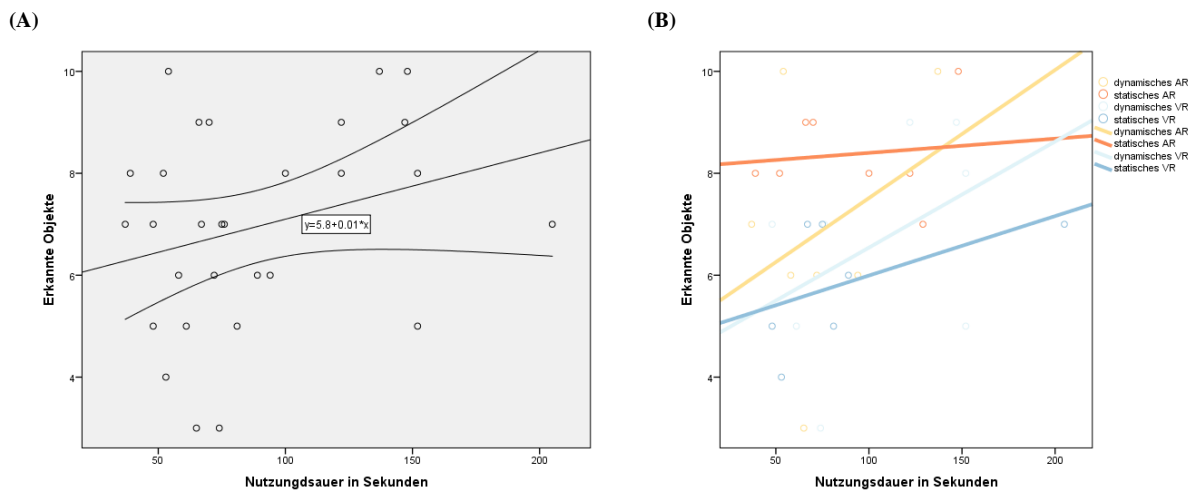 (A)
(B)
10
8
6
4
Erkannte Objekte
y=5.8+0.01*x
50
100
150
200
Nutzungdsauer in Sekunden
10
8
6
4
Erkannte Objekte
50
100
150
200
Nutzungsdauer in Sekunden
dynamisches AR
statisches AR
dynamisches VR
statisches VR
dynamisches AR
statisches AR
dynamisches VR
statisches VR